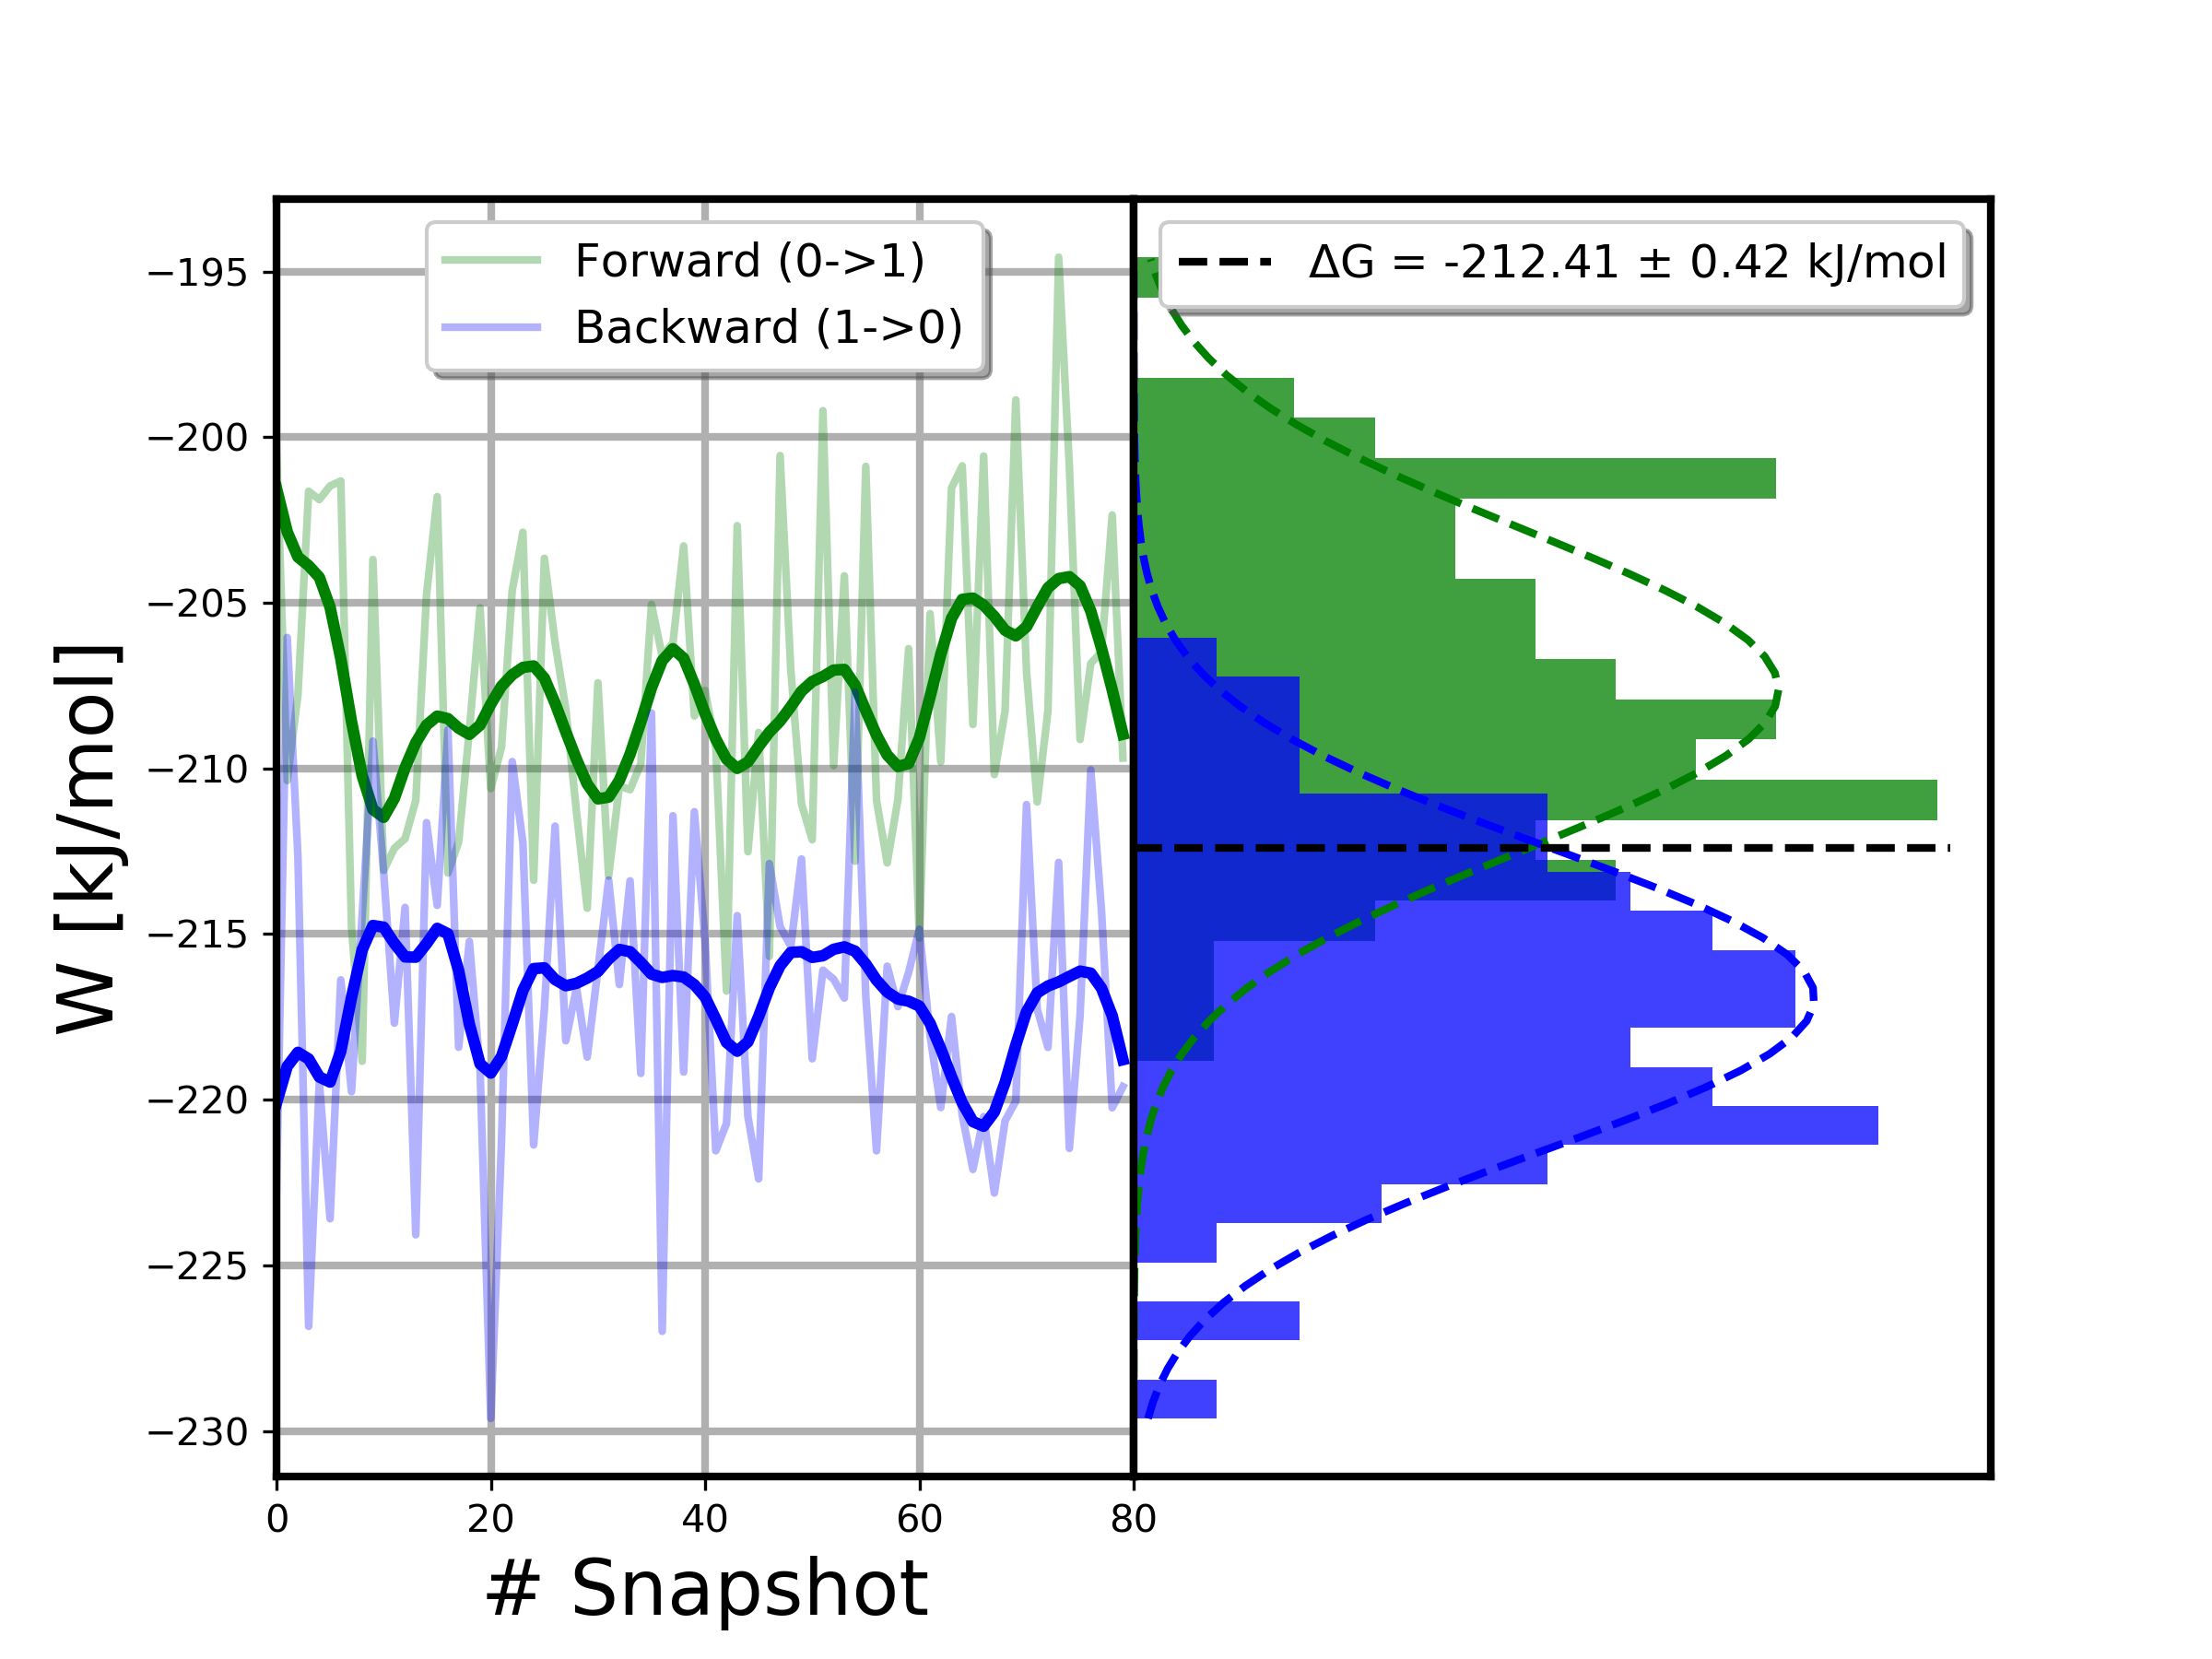 Forward (0->1)
Backward (1->0)
ΔG = -212.41 ± 0.42 kJ/mol
−195
−200
−205
−210
−215
−220
−225
−230
W [kJ/mol]
0 20 40 60 80
# Snapshot